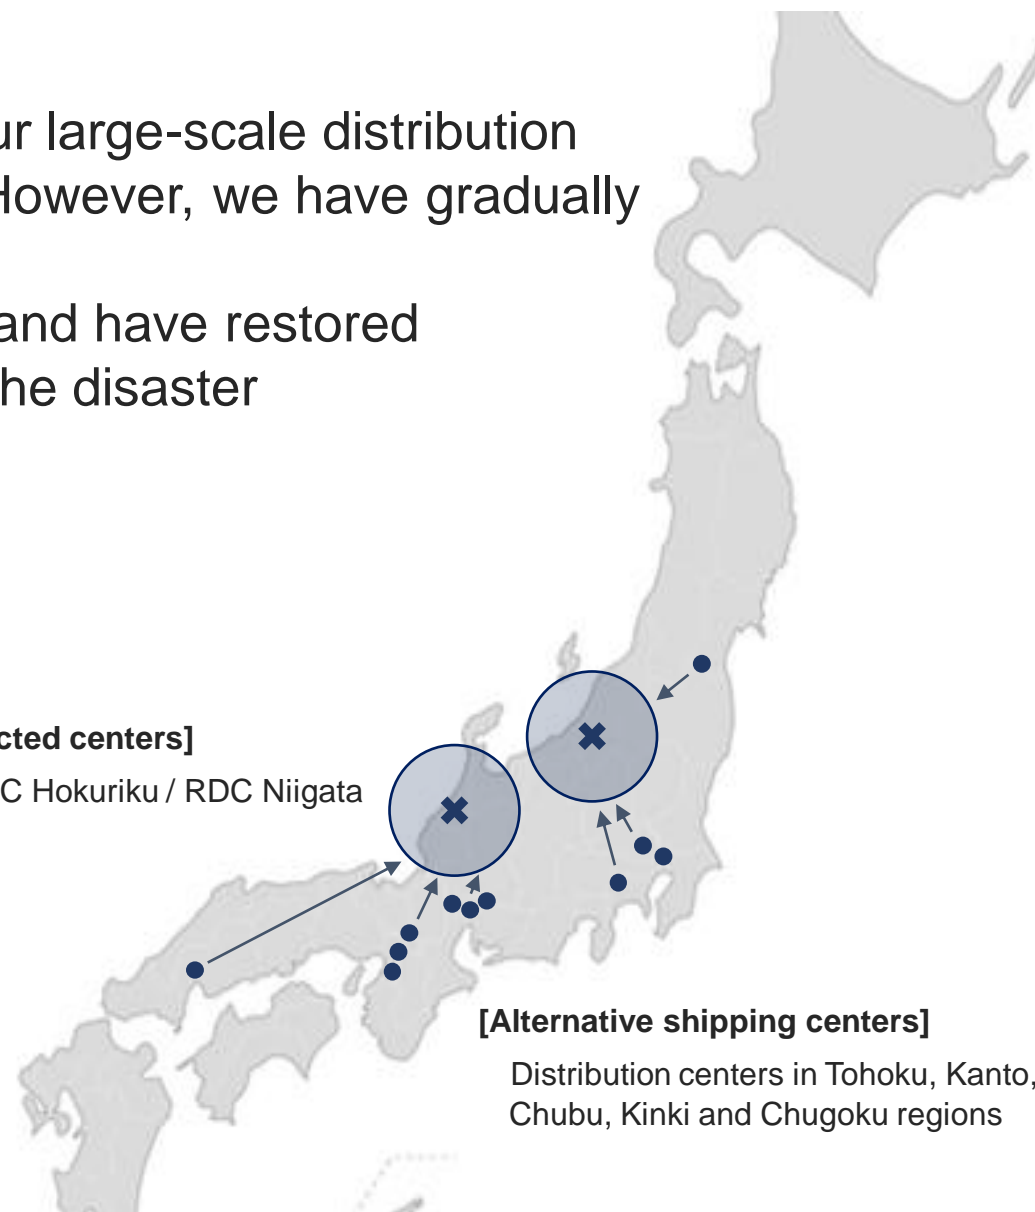 ur large-scale distribution
However, we have gradually
and have restored
he disaster
cted centers]
C Hokuriku / RDC Niigata
[Alternative shipping centers]
Distribution centers in Tohoku, Kanto,
Chubu, Kinki and Chugoku regions